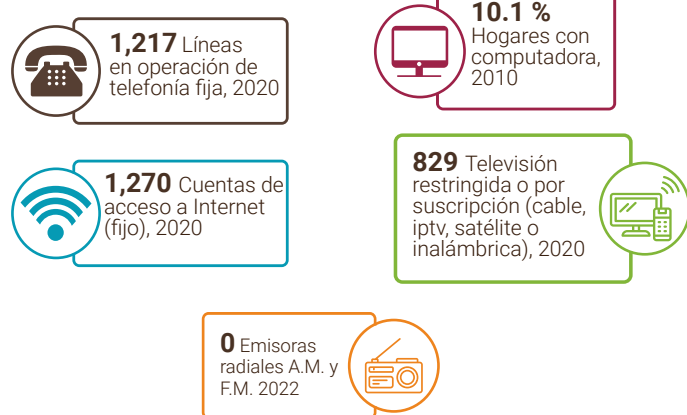 1,217 Líneas
en operación de
telefonía fija, 2020
10.1 %
Hogares con
computadora,
2010
1,270 Cuentas de
acceso a Internet
(fijo), 2020
829 Televisión
restringida o por
suscripción (cable,
iptv, satélite o
inalámbrica), 2020
0 Emisoras
radiales A.M. y
F.M. 2022